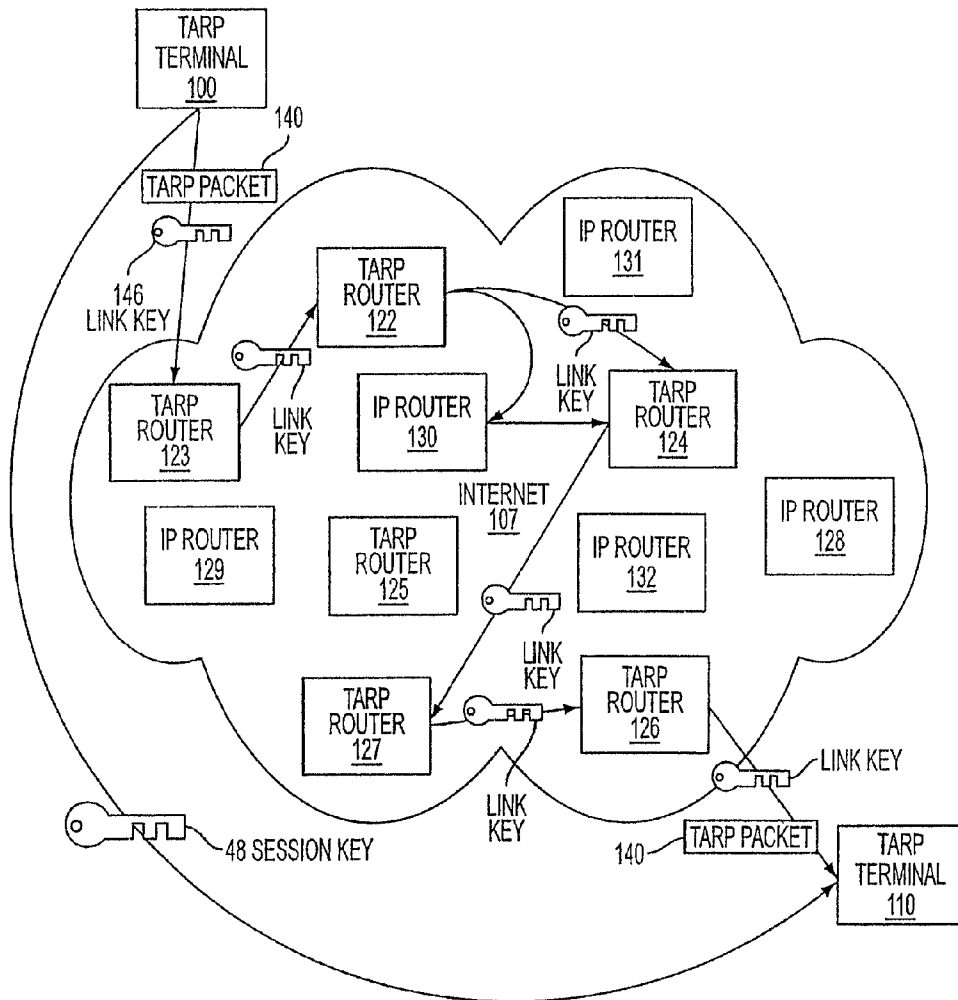 TARP
TERMINAL
100
140
TARP PACKET
146
LINK KEY
TARP
ROUTER
122
IP ROUTER
131
LINK
KEY
LINK
KEY
TARP
ROUTER
123
IP ROUTER
130
TARP
ROUTER
124
INTERNET
107
IP ROUTER
129
TARP
ROUTER
125
IP ROUTER
132
IP ROUTER
128
LINK
KEY
TARP
ROUTER
127
TARP
ROUTER
126
LINK
KEY
LINK KEY
48 SESSION KEY
140
TARP PACKET
TARP
TERMINAL
110